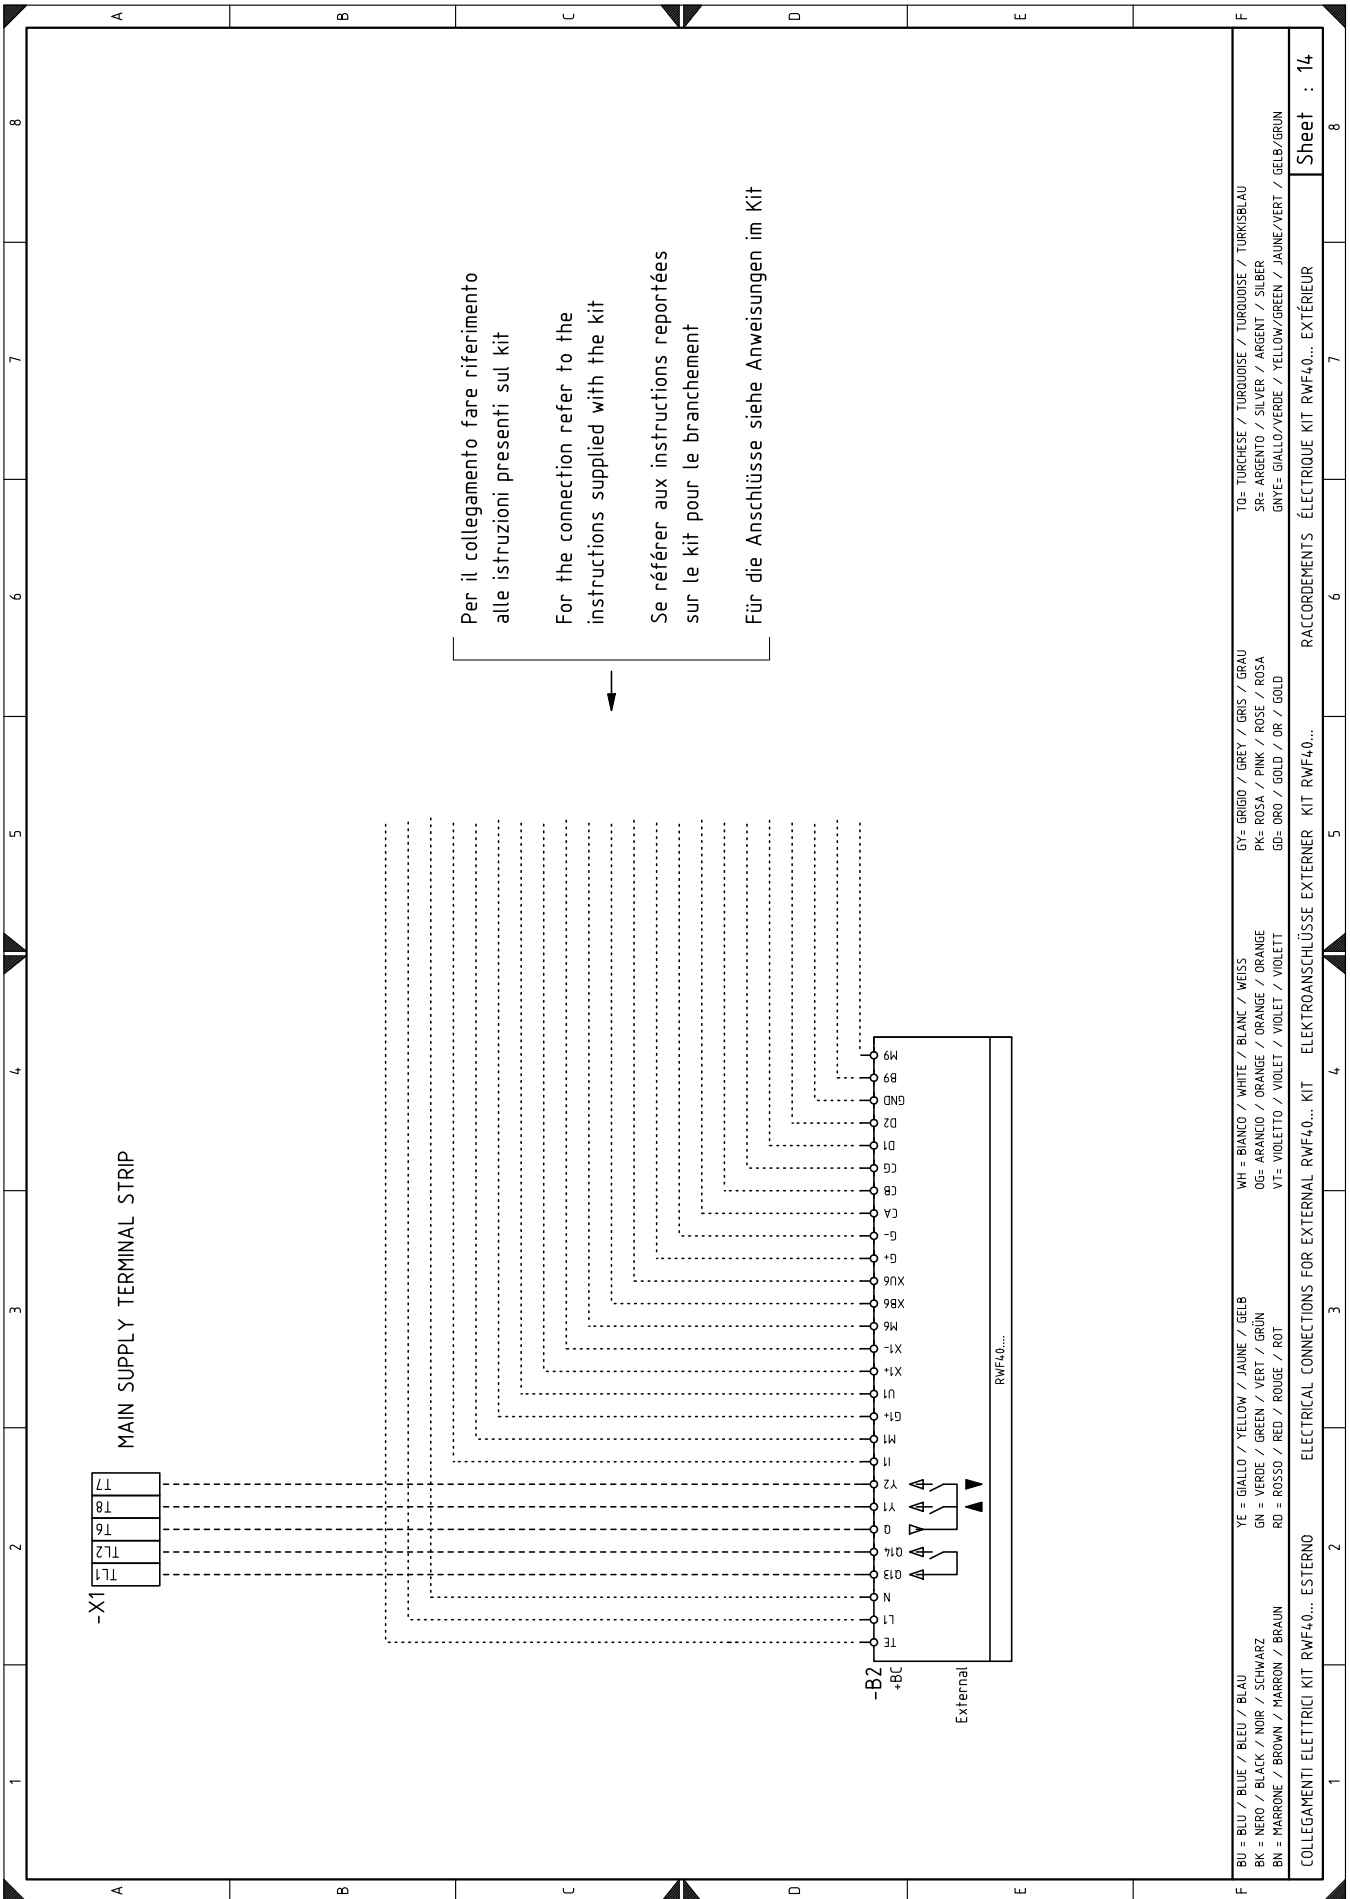 1 2 3 4 5 6 7 8
A
B
C
D
E
F
A
B
C
D
E
F
MAIN SUPPLY TERMINAL STRIP
-X1
TL1 TL2 T6 T8 T7
Per il collegamento fare riferimento
alle istruzioni presenti sul kit
For the connection refer to the
instructions supplied with the kit
Se référer aux instructions reportées
sur le kit pour le branchement
Für die Anschlüsse siehe Anweisungen im Kit
-B2
+BC
External
TE L1 N Q13 Q14 Q Y1 Y2 I1 M1 G1+ U1 X1+ X1- M6 XB6 XU6 G+ G- CA CB CG D1 D2 GND B9 M9
RWF40....
BU = BLU / BLUE / BLEU / BLAU
BK = NERO / BLACK / NOIR / SCHWARZ
BN = MARRONE / BROWN / MARRON / BRAUN
YE = GIALLO / YELLOW / JAUNE / GELB
GN = VERDE / GREEN / VERT / GRÜN
RD = ROSSO / RED / ROUGE / ROT
WH = BIANCO / WHITE / BLANC / WEISS
OG= ARANCIO / ORANGE / ORANGE / ORANGE
VT= VIOLETTO / VIOLET / VIOLET / VIOLETT
GY= GRIGIO / GREY / GRIS / GRAU
PK= ROSA / PINK / ROSE / ROSA
GD= ORO / GOLD / OR / GOLD
TQ= TURCHESE / TURQUOISE / TURQUOISE / TURKISBLAU
SR= ARGENTO / SILVER / ARGENT / SILBER
GNYE= GIALLO/VERDE / YELLOW/GREEN / JAUNE/VERT / GELB/GRUN
COLLEGAMENTI ELETTRICI KIT RWF40... ESTERNO ELECTRICAL CONNECTIONS FOR EXTERNAL RWF40... KIT ELEKTROANSCHLÜSSE EXTERNER KIT RWF40... RACCORDEMENTS ÉLECTRIQUE KIT RWF40... EXTÉRIEUR Sheet : 14
1 2 3 4 5 6 7 8